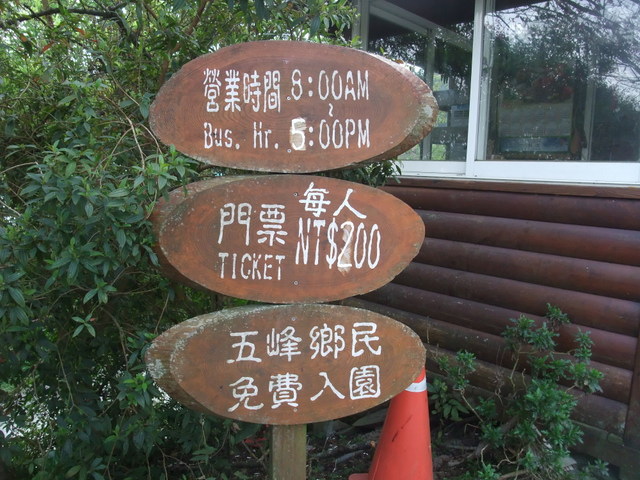 營業時間 8:00AM
~
Bus. Hr. 5:00PM
門票 每人
TICKET NT$200
五峰鄉民
免費入園